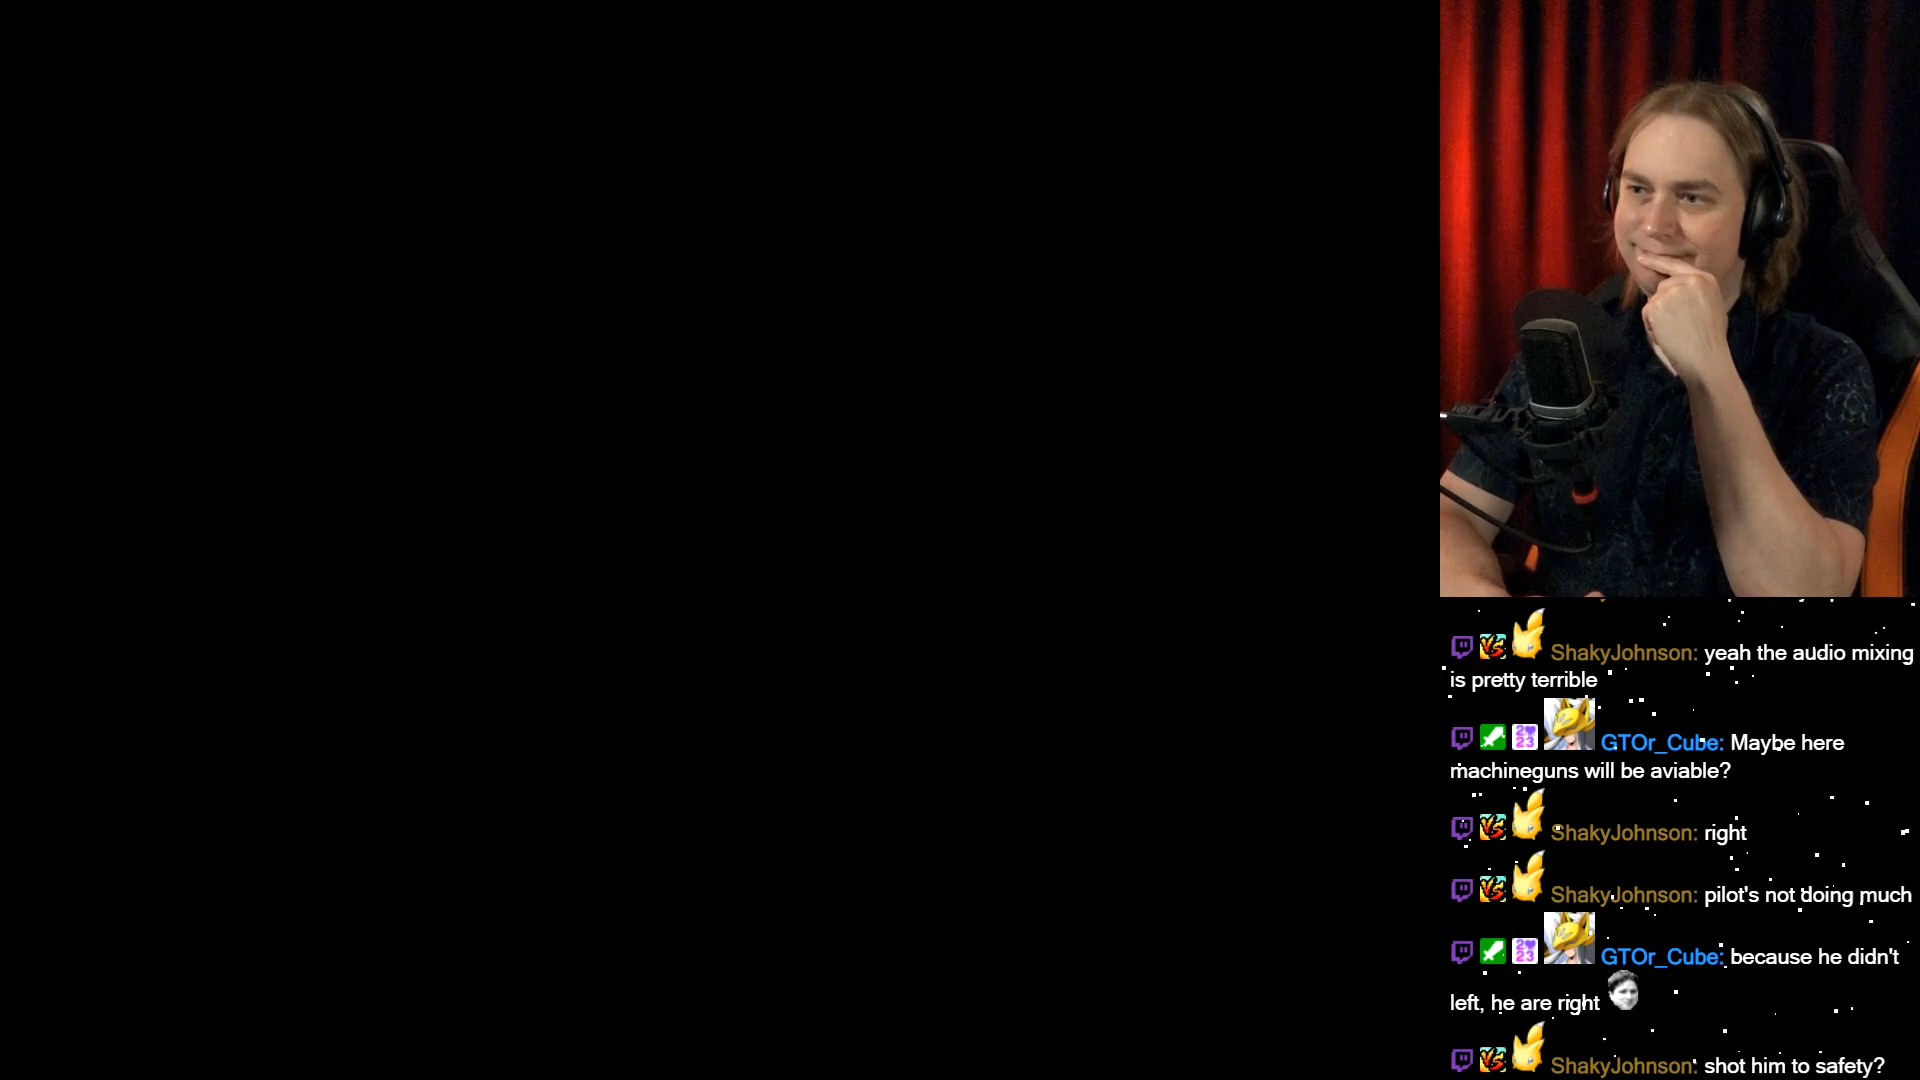 ShakyJohnson: yeah the audio mixing
is pretty terrible
GTOr_Cube: Maybe here
machineguns will be aviable?
ShakyJohnson: right
ShakyJohnson: pilot's not doing much
GTOr_Cube: because he didn't
left, he are right
ShakyJohnson: shot him to safety?